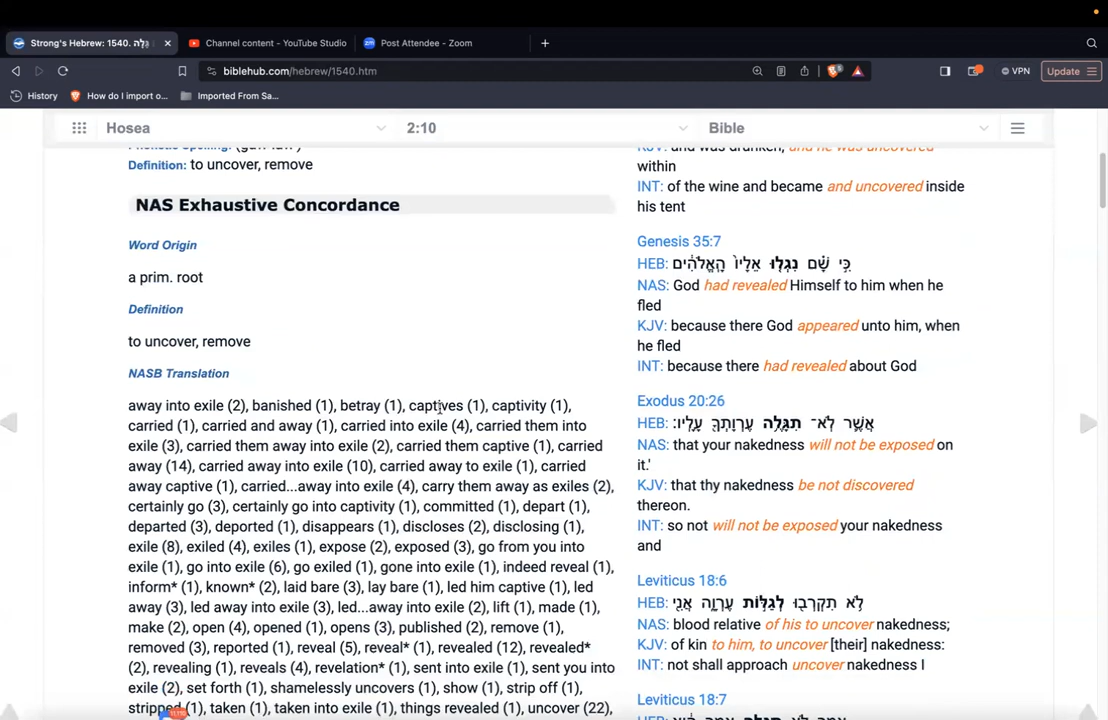 Strong's Hebrew: 1540.
Channel content - YouTube Studio
Post Attendee - Zoom
biblehub.com/hebrew/1540.htm
VPN
Update
History
How do I import o...
Imported From Sa...
Hosea
2:10
Bible
Definition: to uncover, remove
NAS Exhaustive Concordance
Word Origin
a prim. root
Definition
to uncover, remove
NASB Translation
away into exile (2), banished (1), betray (1), captives (1), captivity (1),
carried (1), carried and away (1), carried into exile (4), carried them into
exile (3), carried them away into exile (2), carried them captive (1), carried
away (14), carried away into exile (10), carried away to exile (1), carried
away captive (1), carried...away into exile (4), carry them away as exiles (2),
certainly go (3), certainly go into captivity (1), committed (1), depart (1),
departed (3), deported (1), disappears (1), discloses (2), disclosing (1),
exile (8), exiled (4), exiles (1), expose (2), exposed (3), go from you into
exile (1), go into exile (6), go exiled (1), gone into exile (1), indeed reveal (1),
inform* (1), known* (2), laid bare (3), lay bare (1), led him captive (1), led
away (3), led away into exile (3), led...away into exile (2), lift (1), made (1),
make (2), open (4), opened (1), opens (3), published (2), remove (1),
removed (3), reported (1), reveal (5), reveal* (1), revealed (12), revealed*
(2), revealing (1), reveals (4), revelation* (1), sent into exile (1), sent you into
exile (2), set forth (1), shamelessly uncovers (1), show (1), strip off (1),
stripped (1), taken (1), taken into exile (1), things revealed (1), uncover (22),
KJV: and was drunken, and he was uncovered
within
INT: of the wine and became and uncovered inside
his tent
Genesis 35:7
HEB: כִּ֣י שָׁ֗ם נִגְל֤וּ אֵלָיו֙ הָֽאֱלֹהִ֔ים
NAS: God had revealed Himself to him when he
fled
KJV: because there God appeared unto him, when
he fled
INT: because there had revealed about God
Exodus 20:26
HEB: אֲשֶׁ֛ר לֹֽא־ תִגָּלֶ֥ה עֶרְוָתְךָ֖ עָלָֽיו׃
NAS: that your nakedness will not be exposed on
it.'
KJV: that thy nakedness be not discovered
thereon.
INT: so not will not be exposed your nakedness
and
Leviticus 18:6
HEB: לֹ֥א תִקְרְב֖וּ לְגַלּ֣וֹת עֶרְוָ֑ה אֲנִ֖י
NAS: blood relative of his to uncover nakedness;
KJV: of kin to him, to uncover [their] nakedness:
INT: not shall approach uncover nakedness I
Leviticus 18:7